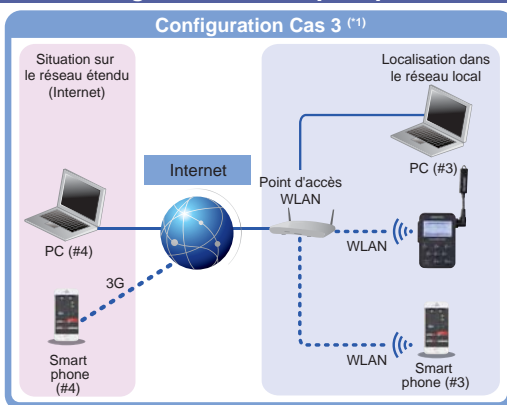 Configuration Cas 3 (*1)
Situation sur
le réseau étendu
(Internet)
Localisation dans
le réseau local
PC (#3)
Internet
Point d'accès
WLAN
PC (#4)
WLAN
3G
Smart
phone
(#4)
WLAN
Smart
phone (#3)